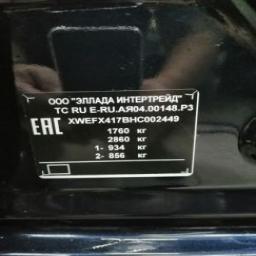 ООО "ЭЛЛАДА ИНТЕРТРЕЙД"
ТС RU E-RU.АЯ04.00148.Р3
XWEFX417BHC002449
EAC
1760 кг
2860 кг
1- 934 кг
2- 856 кг